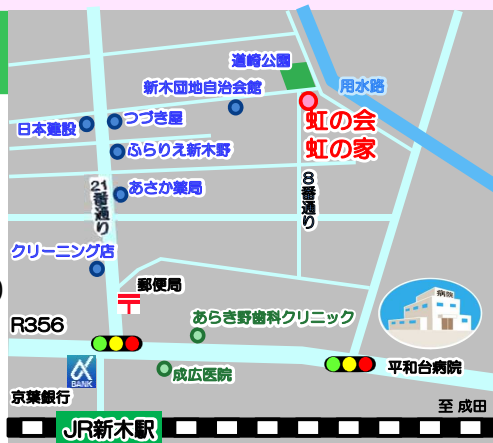 道崎公園
新木団地自治会館
用水路
日本建設
つづき屋
虹の会
虹の家
ふらりえ新木野
あさか薬局
21番通り
8番通り
クリーニング店
郵便局
病院
R356
あらき野歯科クリニック
平和台病院
成広医院
BANK
京葉銀行
至 成田
JR新木駅